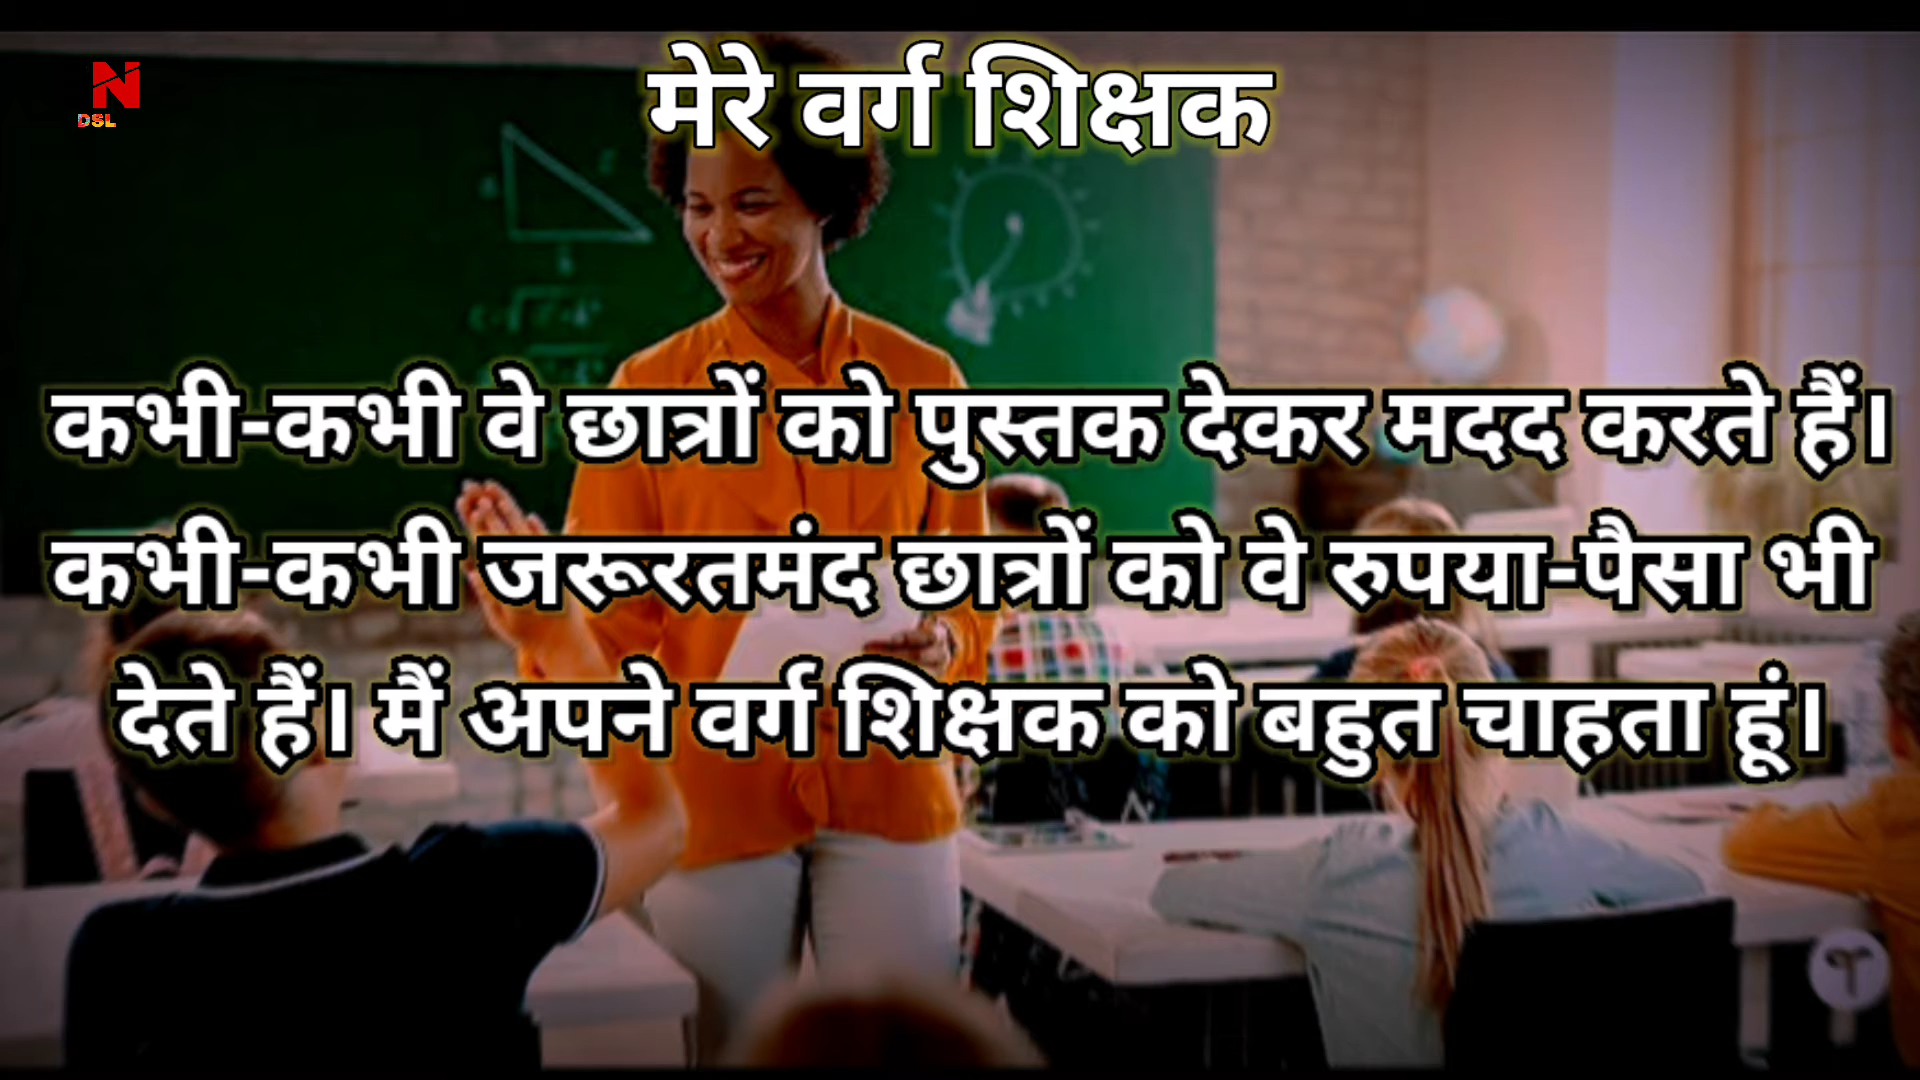 N
DSL
मेरे वर्ग शिक्षक
कभी-कभी वे छात्रों को पुस्तक देकर मदद करते हैं।
कभी-कभी जरूरतमंद छात्रों को वे रुपया-पैसा भी
देते हैं। मैं अपने वर्ग शिक्षक को बहुत चाहता हूं।